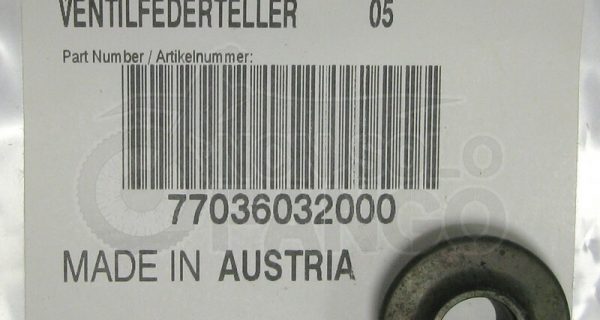 VENTILFEDERTELLER 05
Part Number / Artikelnummer:
77036032000
MADE IN AUSTRIA